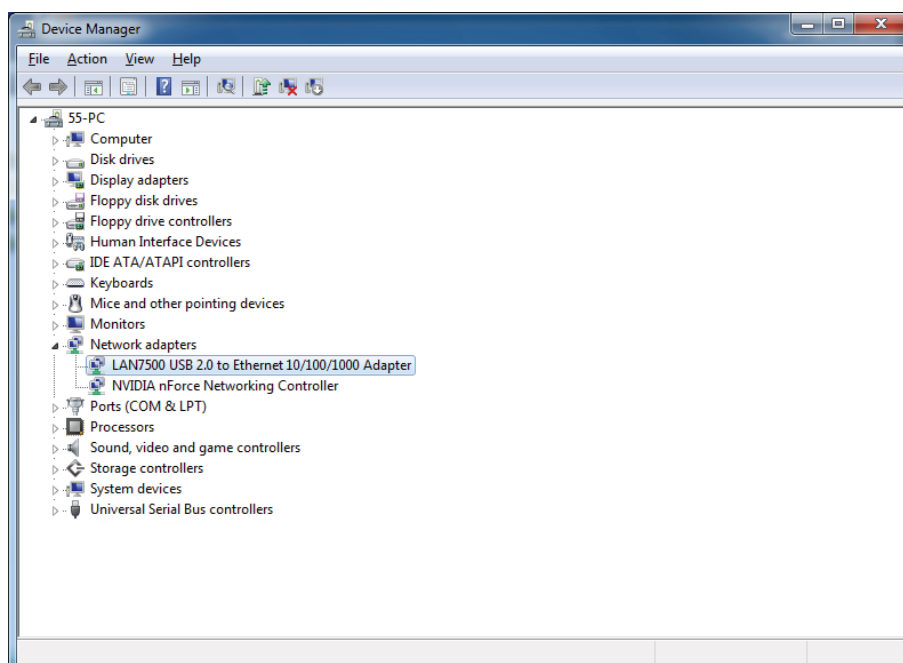 Device Manager
File Action View Help
55-PC
Computer
Disk drives
Display adapters
Floppy disk drives
Floppy drive controllers
Human Interface Devices
IDE ATA/ATAPI controllers
Keyboards
Mice and other pointing devices
Monitors
Network adapters
LAN7500 USB 2.0 to Ethernet 10/100/1000 Adapter
NVIDIA nForce Networking Controller
Ports (COM & LPT)
Processors
Sound, video and game controllers
Storage controllers
System devices
Universal Serial Bus controllers